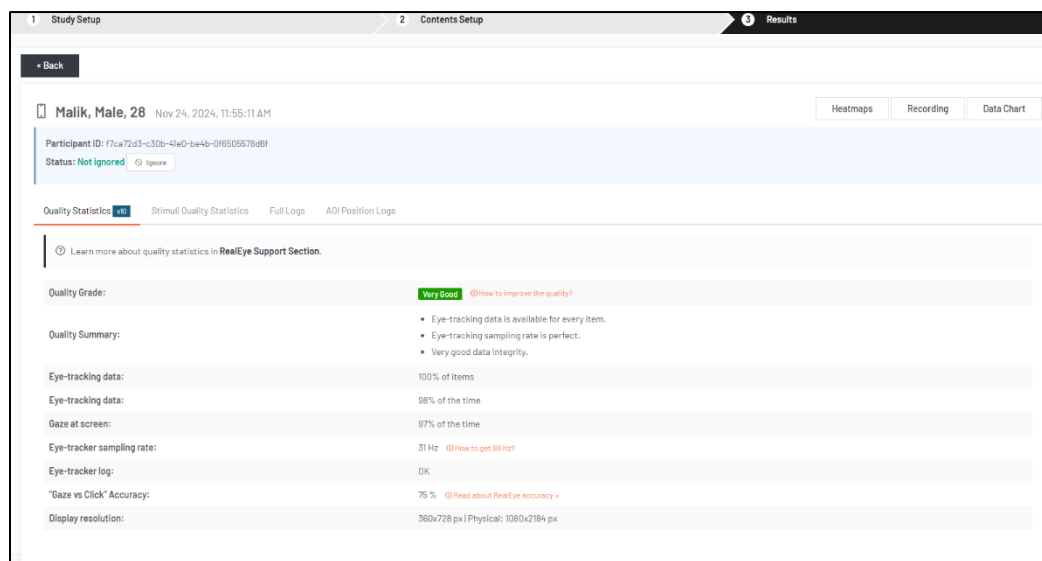 1 Study Setup
2 Contents Setup
3 Results
« Back
Malik, Male, 28 Nov 24, 2024, 11:55:11 AM
Heatmaps
Recording
Data Chart
Participant ID: f7ca72d3-c30b-41e0-be4b-0f6505578d6f
Status: Not ignored Ignore
Quality Statistics v10 Stimuli Quality Statistics Full Logs AOI Position Logs
Learn more about quality statistics in RealEye Support Section.
Quality Grade: Very Good How to improve the quality?
Quality Summary:
• Eye-tracking data is available for every item.
• Eye-tracking sampling rate is perfect.
• Very good data integrity.
Eye-tracking data: 100% of items
Eye-tracking data: 98% of the time
Gaze at screen: 97% of the time
Eye-tracker sampling rate: 31 Hz How to get 60 Hz?
Eye-tracker log: OK
"Gaze vs Click" Accuracy: 75 % Read about RealEye accuracy »
Display resolution: 360x728 px | Physical: 1080x2184 px